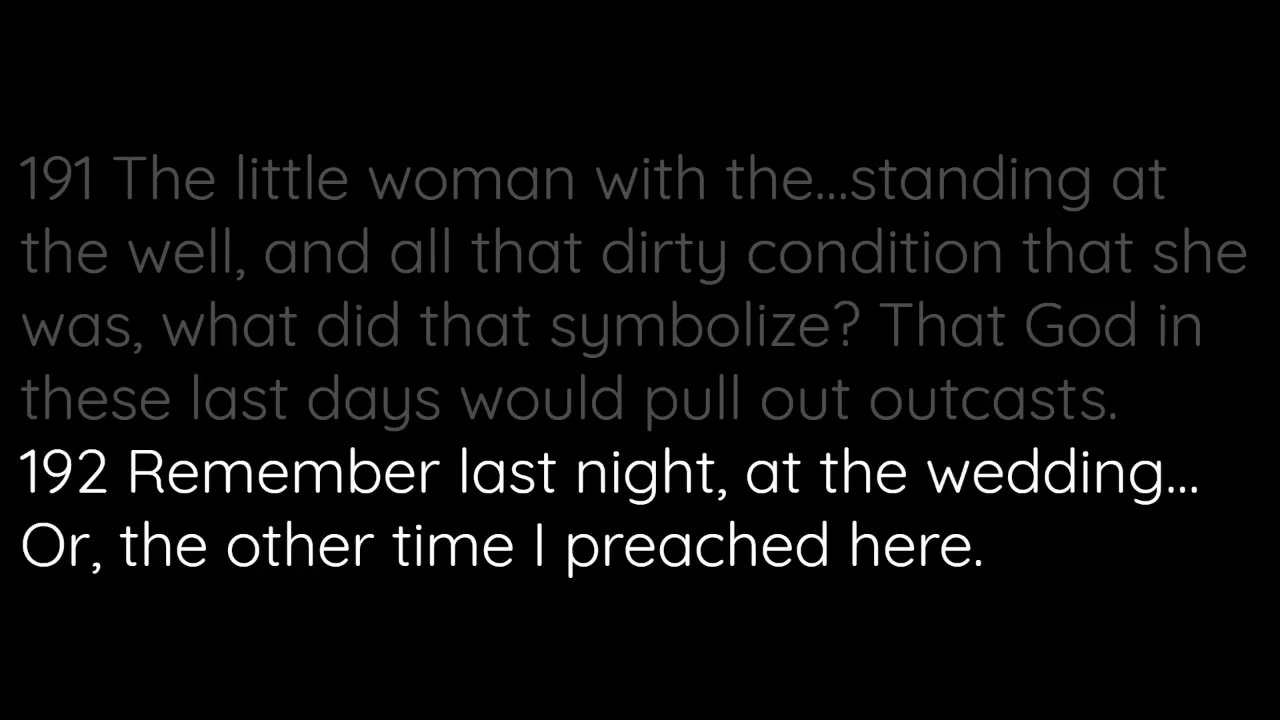 191 The little woman with the...standing at
the well, and all that dirty condition that she
was, what did that symbolize? That God in
these last days would pull out outcasts.
192 Remember last night, at the wedding...
Or, the other time I preached here.